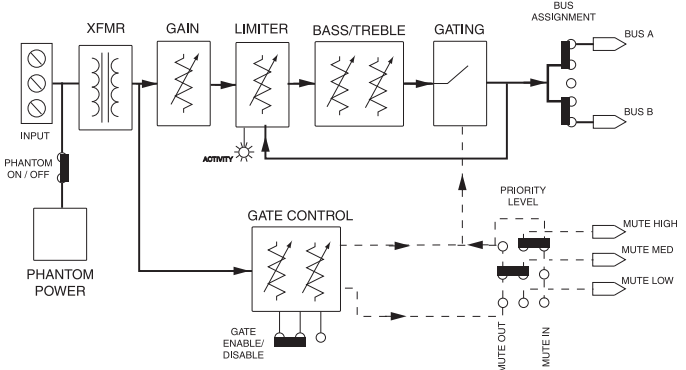 BUS
ASSIGNMENT
XFMR
GAIN
LIMITER
BASS/TREBLE
GATING
BUS A
BUS B
INPUT
ACTIVITY
PHANTOM
ON / OFF
PHANTOM
POWER
GATE CONTROL
GATE
ENABLE/
DISABLE
PRIORITY
LEVEL
MUTE HIGH
MUTE MED
MUTE LOW
MUTE OUT
MUTE IN